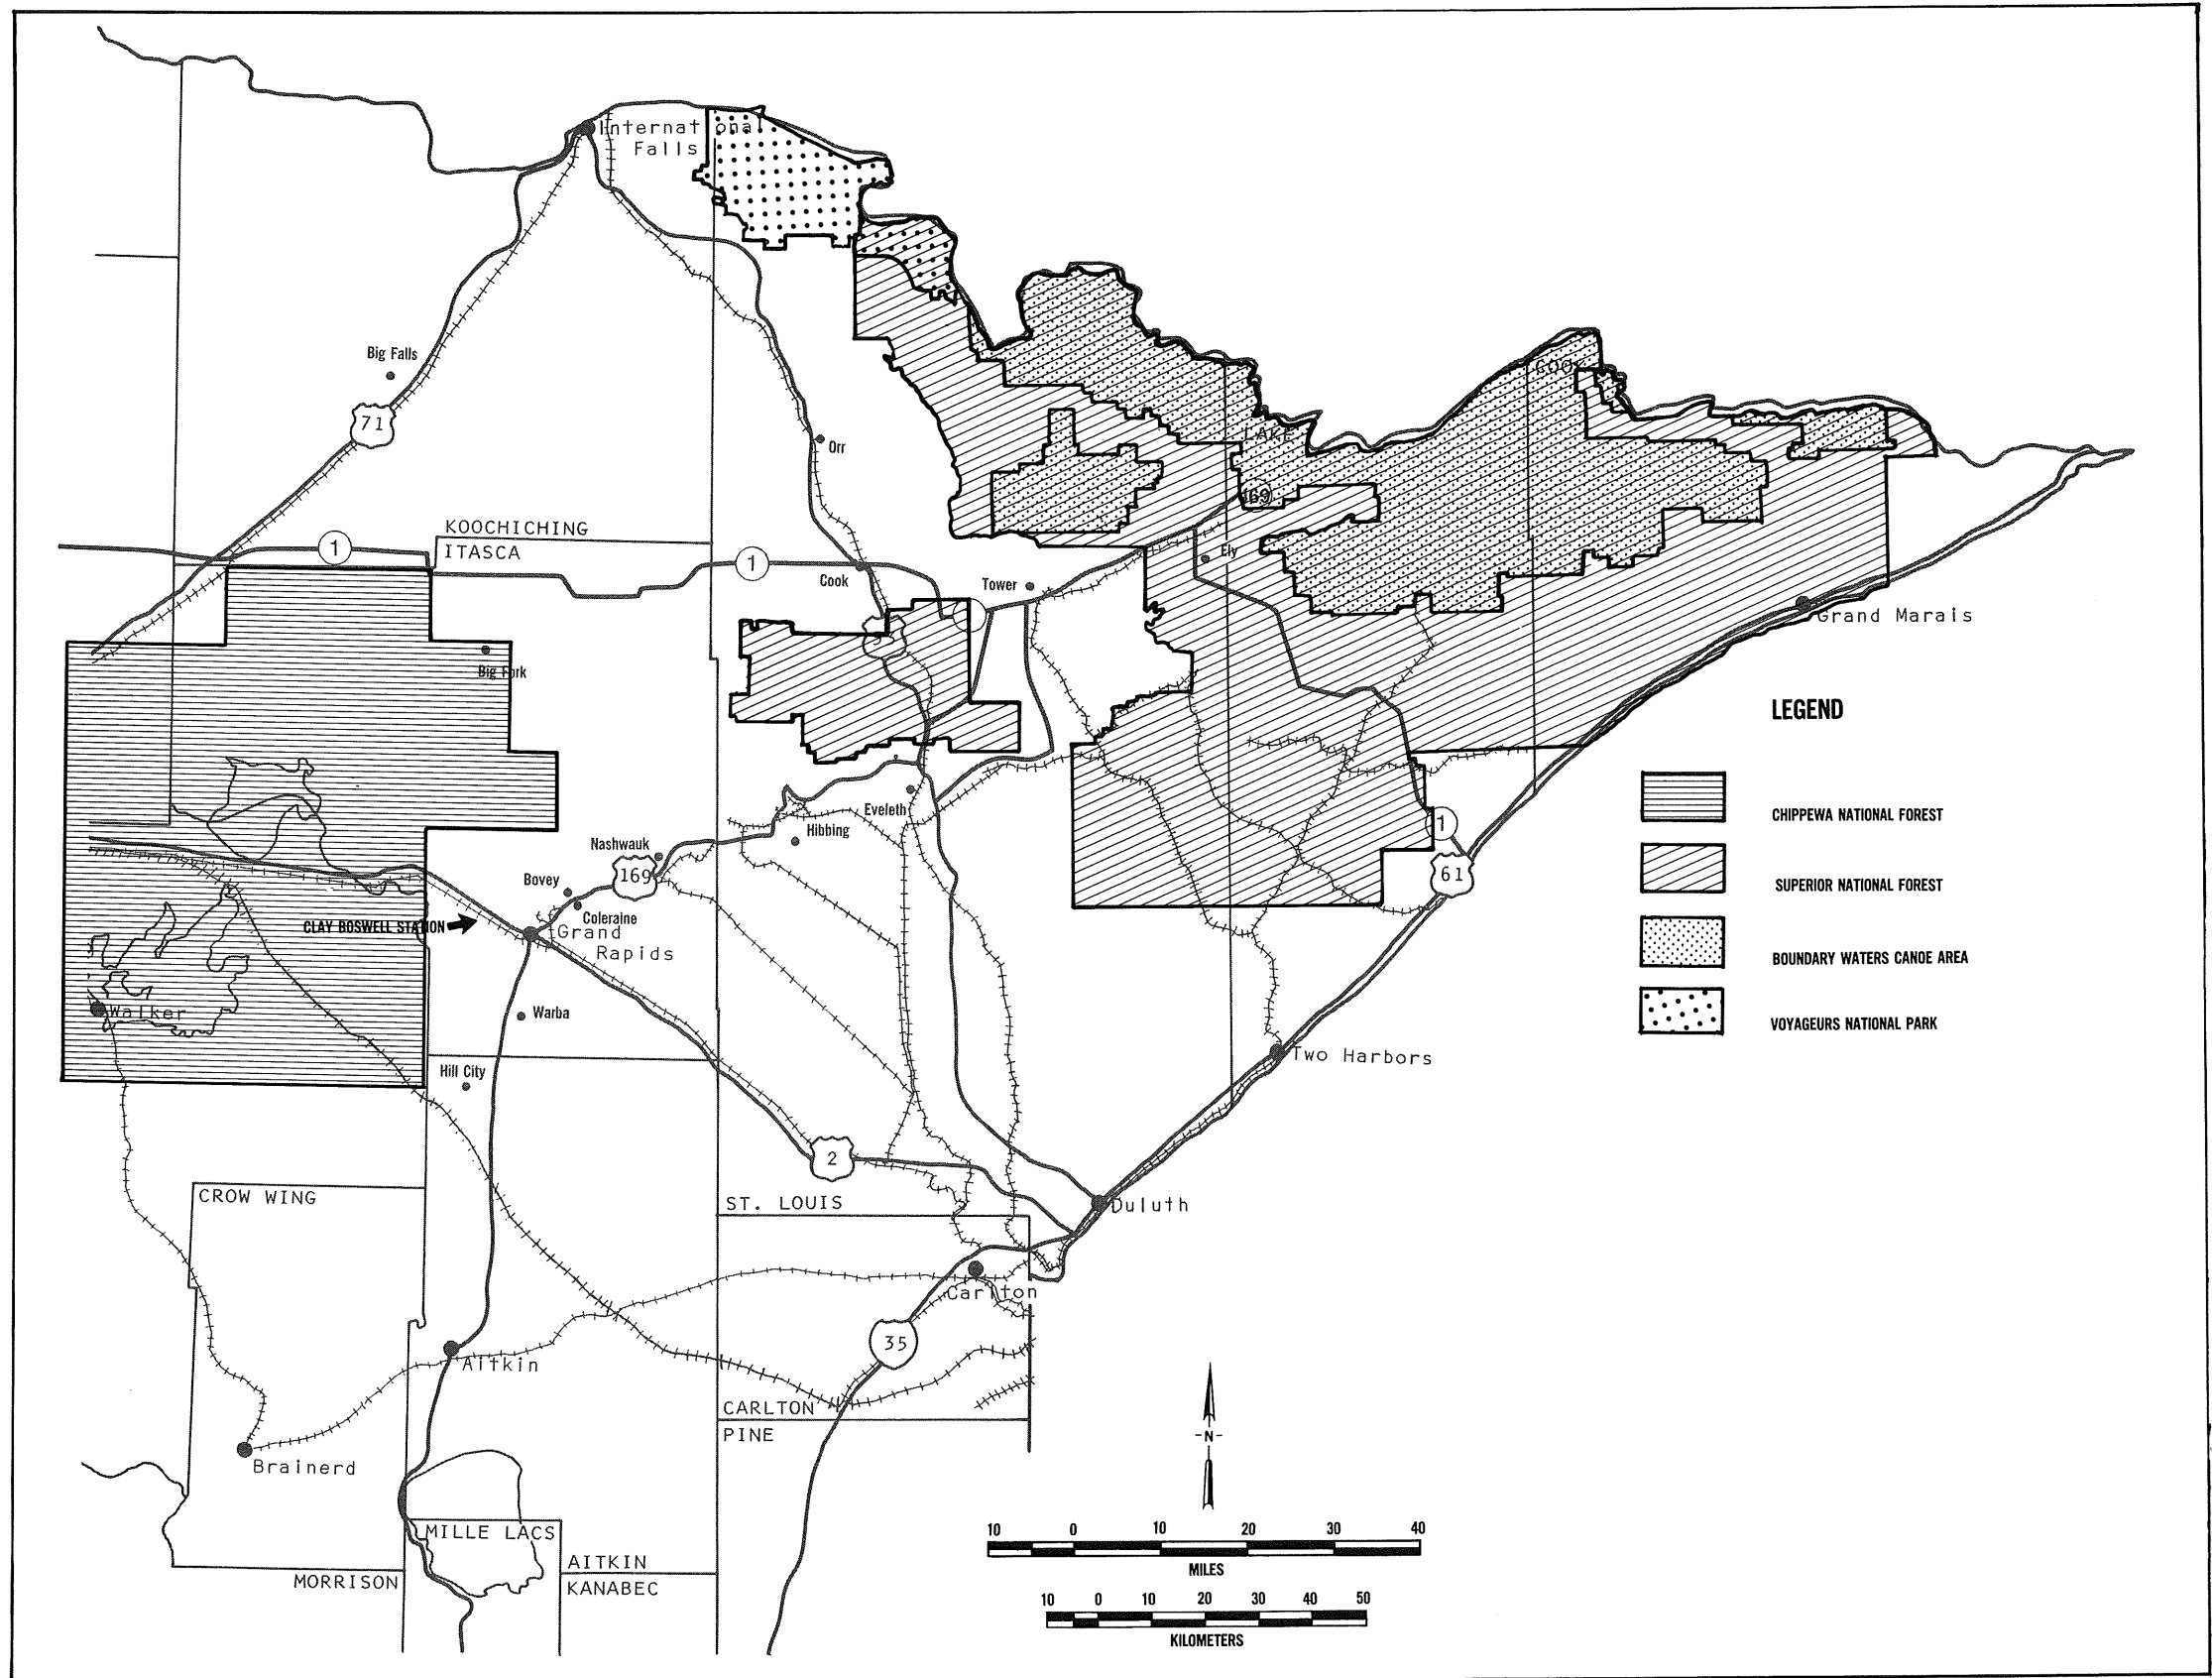 International
Falls
Big Falls
71
Orr
COOK
LAKE
169
KOOCHICHING
ITASCA
1
1
Cook
Tower
Ely
Grand Marais
Big Fork
LEGEND
CHIPPEWA NATIONAL FOREST
SUPERIOR NATIONAL FOREST
BOUNDARY WATERS CANOE AREA
VOYAGEURS NATIONAL PARK
Eveleth
Hibbing
Nashwauk
169
Bovey
Coleraine
CLAY BOSWELL STATION
Grand
Rapids
1
61
Walker
Warba
Hill City
Two Harbors
2
CROW WING
ST. LOUIS
Duluth
Carlton
35
Aitkin
CARLTON
PINE
Brainerd
MILLE LACS
AITKIN
KANABEC
MORRISON
-N-
10 0 10 20 30 40
MILES
10 0 10 20 30 40 50
KILOMETERS